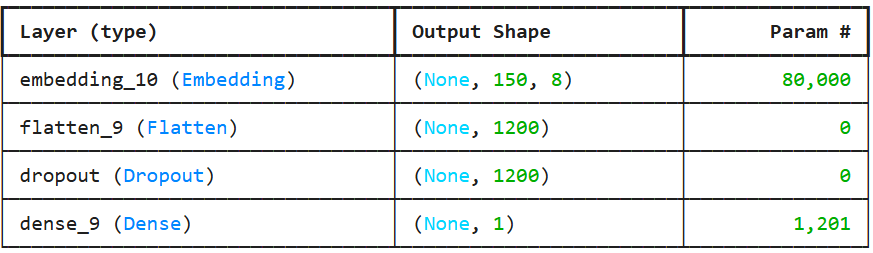 Layer (type) Output Shape Param #
embedding_10 (Embedding) (None, 150, 8) 80,000
flatten_9 (Flatten) (None, 1200) 0
dropout (Dropout) (None, 1200) 0
dense_9 (Dense) (None, 1) 1,201